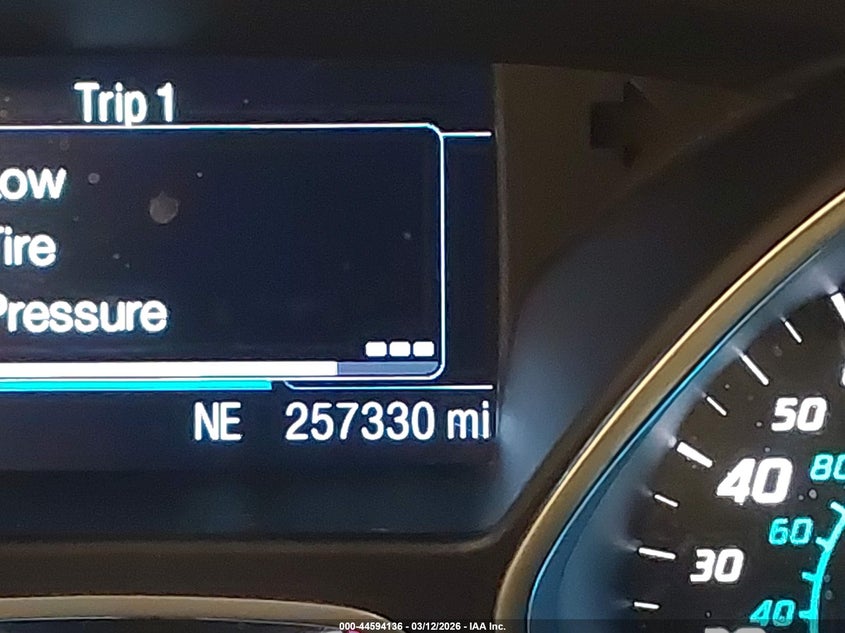 Trip 1
ow
ire
Pressure
NE 257330 mi
50
40
80
60
30
40
000-44594136 - 03/12/2026 - IAA Inc.